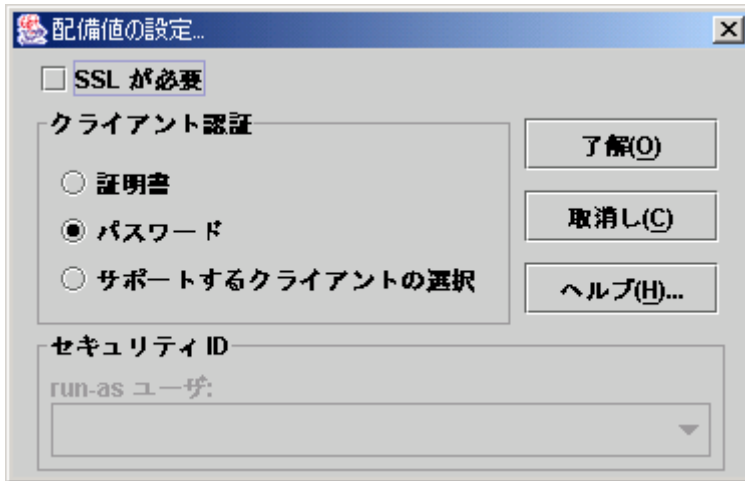 配備値の設定...
SSL が必要
クライアント認証
証明書
パスワード
サポートするクライアントの選択
了解(O)
取消し(C)
ヘルプ(H)...
セキュリティ ID
run-as ユーザ: